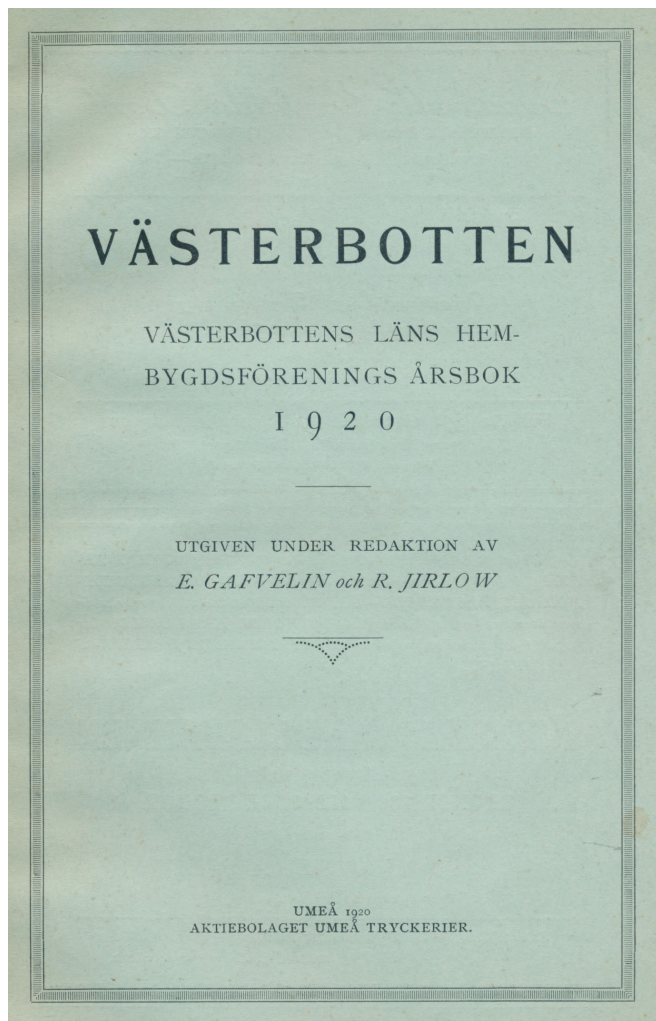 VÄSTERBOTTEN
VÄSTERBOTTENS LÄNS HEM-
BYGDSFÖRENINGS ÅRSBOK
1920
UTGIVEN UNDER REDAKTION AV
E. GAFVELIN och R. JIRLOW
UMEÅ 1920
AKTIEBOLAGET UMEÅ TRYCKERIER.